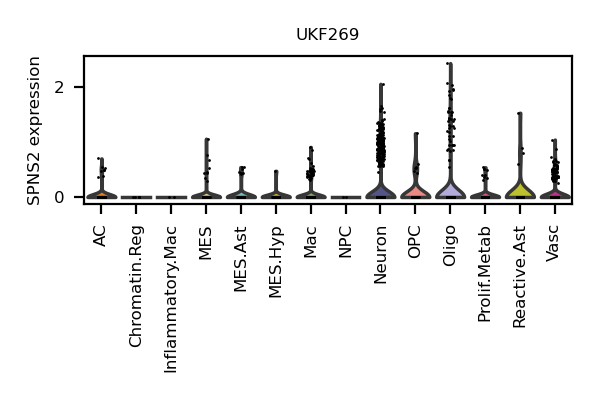 UKF269
SPNS2 expression
2
0
AC
Chromatin.Reg
Inflammatory.Mac
MES
MES.Ast
MES.Hyp
Mac
NPC
Neuron
OPC
Oligo
Prolif.Metab
Reactive.Ast
Vasc